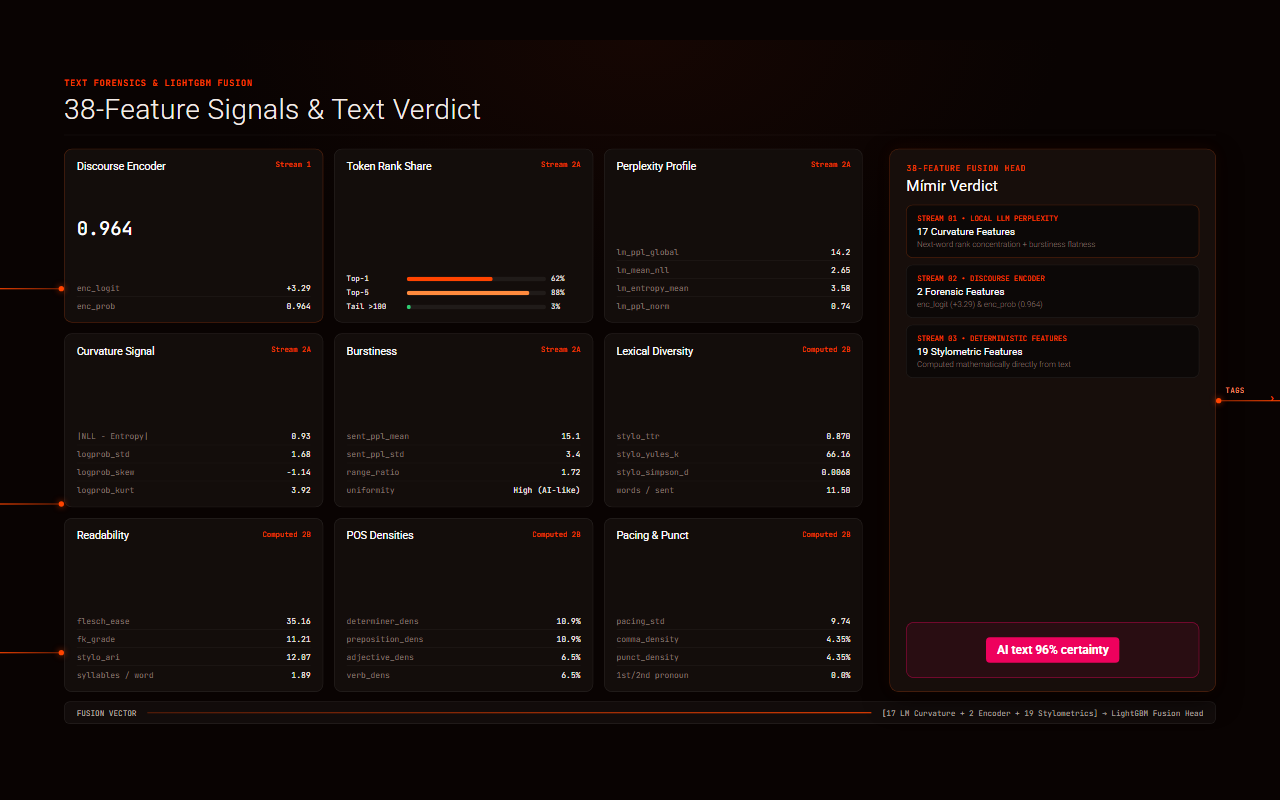 TEXT FORENSICS & LIGHTGBM FUSION
38-Feature Signals & Text Verdict
Discourse Encoder Stream 1
0.964
enc_logit +3.29
enc_prob 0.964
Token Rank Share Stream 2A
Top-1 62%
Top-5 88%
Tail >100 3%
Perplexity Profile Stream 2A
lm_ppl_global 14.2
lm_mean_nll 2.65
lm_entropy_mean 3.58
lm_ppl_norm 0.74
Curvature Signal Stream 2A
|NLL - Entropy| 0.93
logprob_std 1.68
logprob_skew -1.14
logprob_kurt 3.92
Burstiness Stream 2A
sent_ppl_mean 15.1
sent_ppl_std 3.4
range_ratio 1.72
uniformity High (AI-like)
Lexical Diversity Computed 2B
stylo_ttr 0.870
stylo_yules_k 66.16
stylo_simpson_d 0.0068
words / sent 11.50
Readability Computed 2B
flesch_ease 35.16
fk_grade 11.21
stylo_ari 12.07
syllables / word 1.89
POS Densities Computed 2B
determiner_dens 10.9%
preposition_dens 10.9%
adjective_dens 6.5%
verb_dens 6.5%
Pacing & Punct Computed 2B
pacing_std 9.74
comma_density 4.35%
punct_density 4.35%
1st/2nd pronoun 0.0%
38-FEATURE FUSION HEAD
Mímir Verdict
STREAM 01 • LOCAL LLM PERPLEXITY
17 Curvature Features
Next-word rank concentration + burstiness flatness
STREAM 02 • DISCOURSE ENCODER
2 Forensic Features
enc_logit (+3.29) & enc_prob (0.964)
STREAM 03 • DETERMINISTIC FEATURES
19 Stylometric Features
Computed mathematically directly from text
AI text 96% certainty
TAGS
FUSION VECTOR [17 LM Curvature + 2 Encoder + 19 Stylometrics] → LightGBM Fusion Head